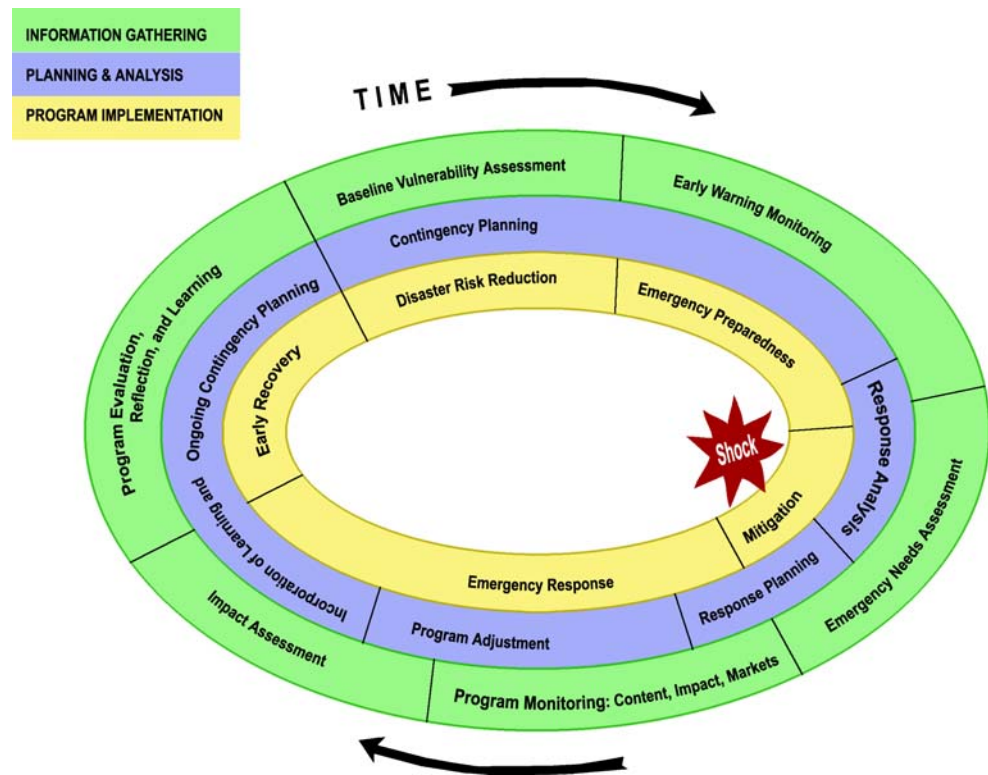 INFORMATION GATHERING
PLANNING & ANALYSIS
PROGRAM IMPLEMENTATION
TIME
Baseline Vulnerability Assessment
Early Warning Monitoring
Emergency Needs Assessment
Program Monitoring: Content, Impact, Markets
Impact Assessment
Program Evaluation,
Reflection, and Learning
Contingency Planning
Response Analysis
Response Planning
Program Adjustment
Incorporation of Learning and
Ongoing Contingency Planning
Disaster Risk Reduction
Emergency Preparedness
Shock
Mitigation
Emergency Response
Early Recovery